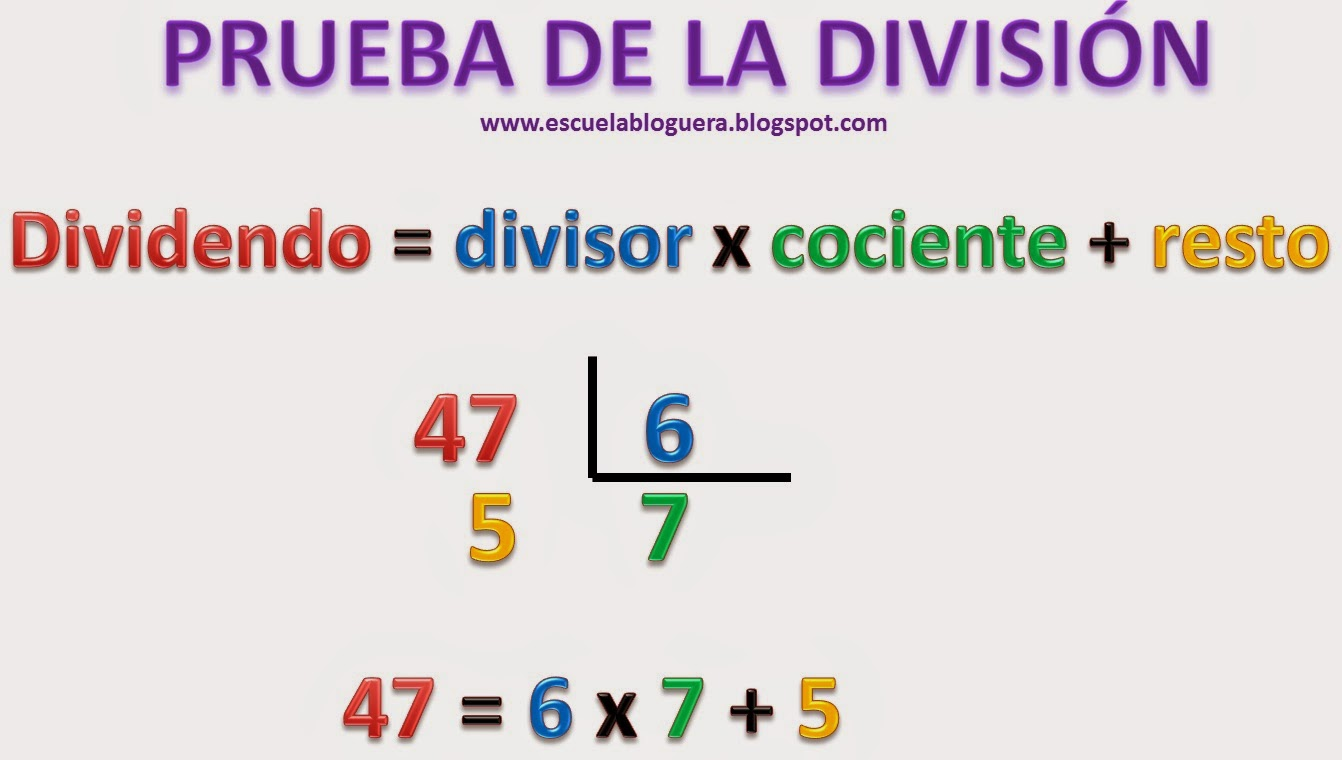 PRUEBA DE LA DIVISIÓN
www.escuelabloguera.blogspot.com
Dividendo = divisor x cociente + resto
47 6
5 7
47 = 6 x 7 + 5